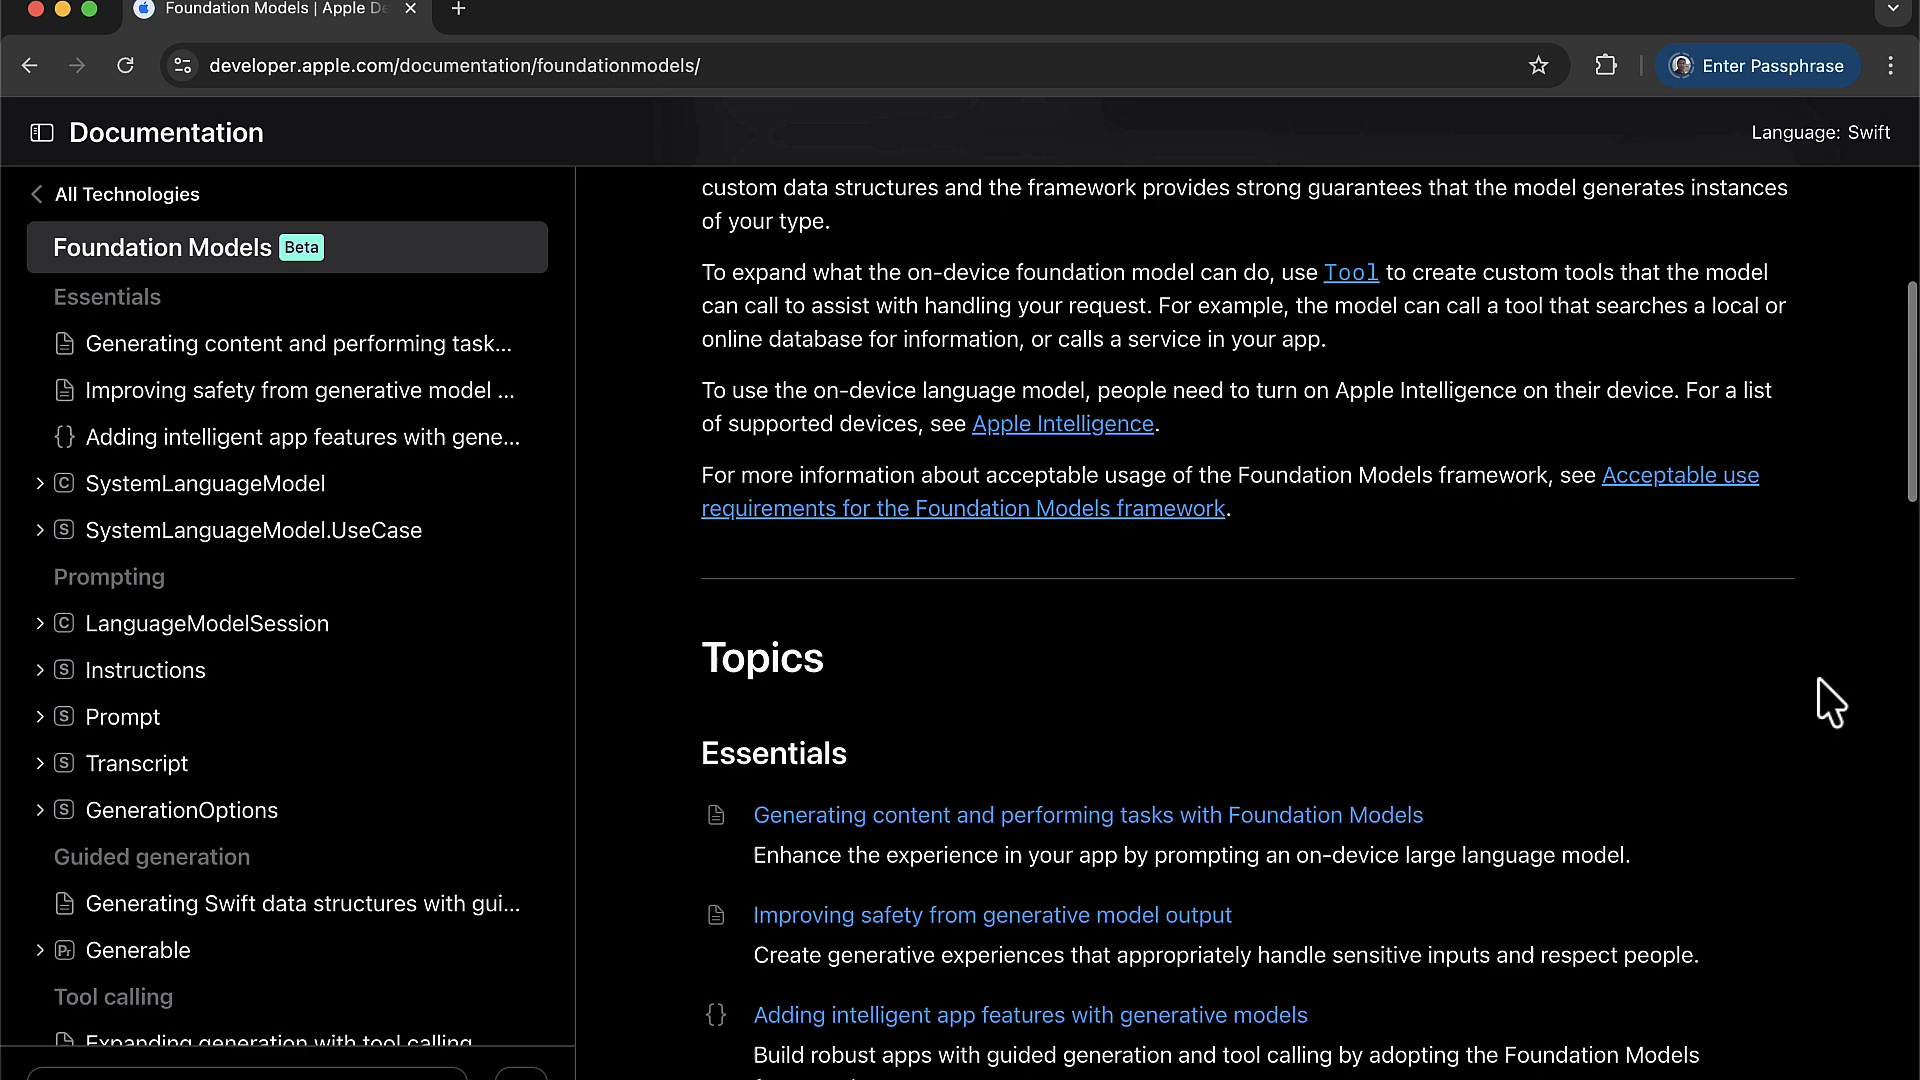 Foundation Models | Apple De
developer.apple.com/documentation/foundationmodels/
Enter Passphrase
Documentation
Language: Swift
All Technologies
Foundation Models Beta
Essentials
Generating content and performing task...
Improving safety from generative model ...
{} Adding intelligent app features with gene...
C SystemLanguageModel
S SystemLanguageModel.UseCase
Prompting
C LanguageModelSession
S Instructions
S Prompt
S Transcript
S GenerationOptions
Guided generation
Generating Swift data structures with gui...
Pr Generable
Tool calling
Expanding generation with tool calling
custom data structures and the framework provides strong guarantees that the model generates instances
of your type.
To expand what the on-device foundation model can do, use Tool to create custom tools that the model
can call to assist with handling your request. For example, the model can call a tool that searches a local or
online database for information, or calls a service in your app.
To use the on-device language model, people need to turn on Apple Intelligence on their device. For a list
of supported devices, see Apple Intelligence.
For more information about acceptable usage of the Foundation Models framework, see Acceptable use
requirements for the Foundation Models framework.
Topics
Essentials
Generating content and performing tasks with Foundation Models
Enhance the experience in your app by prompting an on-device large language model.
Improving safety from generative model output
Create generative experiences that appropriately handle sensitive inputs and respect people.
{} Adding intelligent app features with generative models
Build robust apps with guided generation and tool calling by adopting the Foundation Models